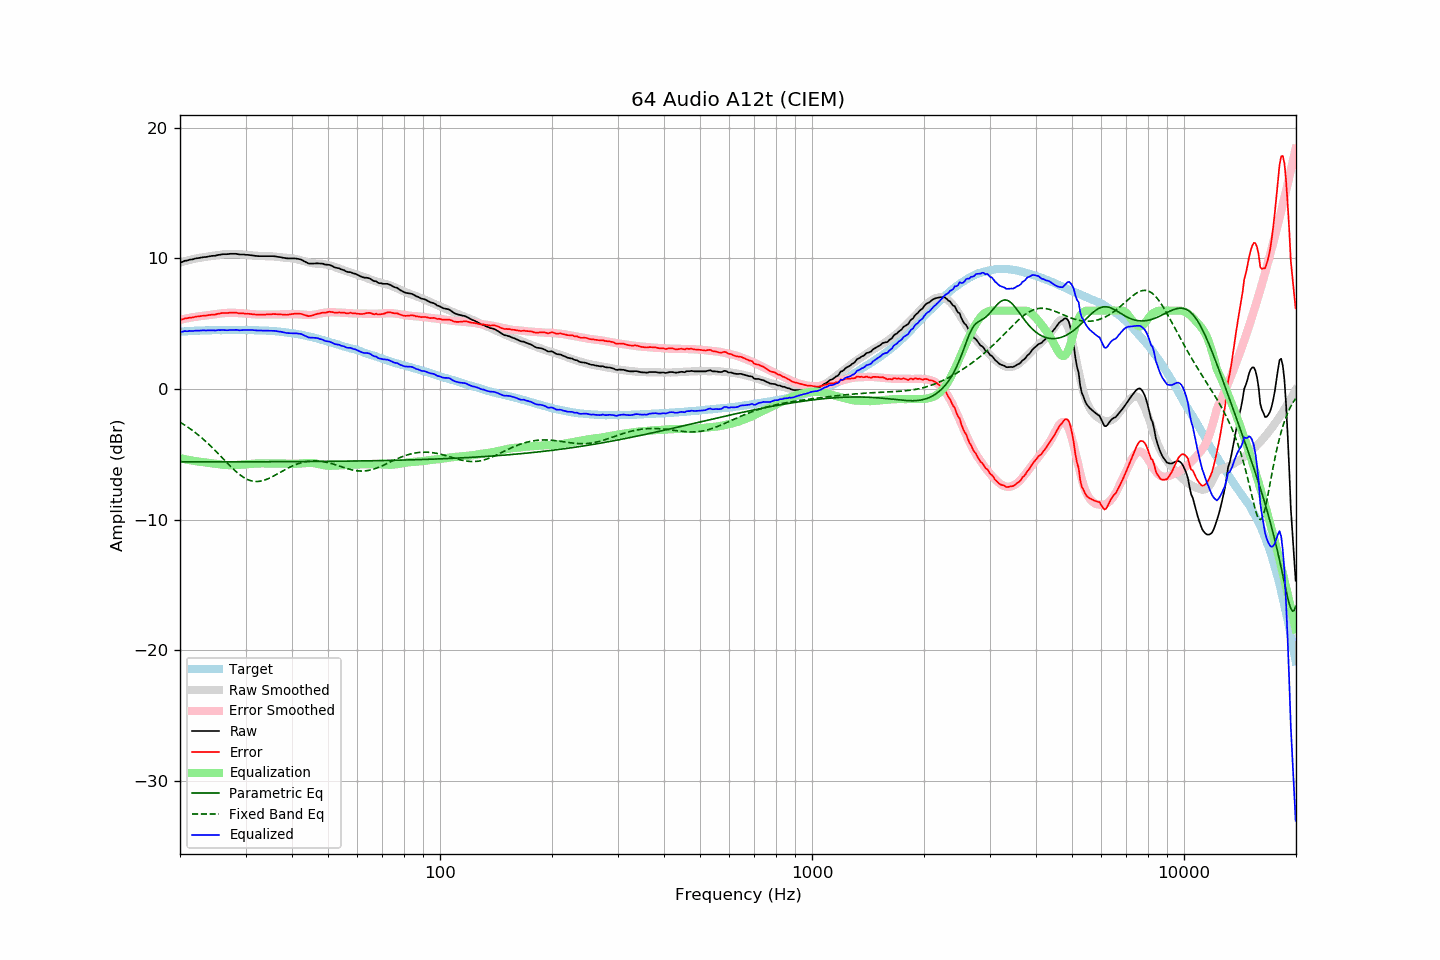 64 Audio A12t (CIEM)
Amplitude (dBr)
20
10
0
−10
−20
−30
Target
Raw Smoothed
Error Smoothed
Raw
Error
Equalization
Parametric Eq
Fixed Band Eq
Equalized
100
1000
10000
Frequency (Hz)